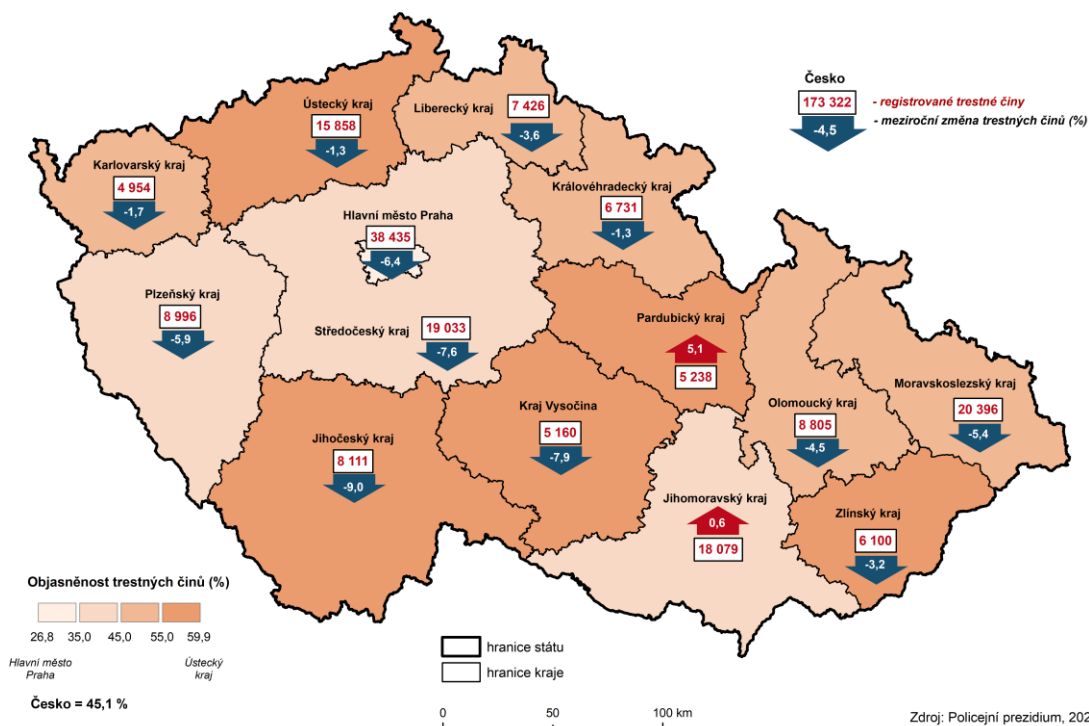 Česko
173 322
- registrované trestné činy
-4,5
- meziroční změna trestných činů (%)
Ústecký kraj
15 858
-1,3
Liberecký kraj
7 426
-3,6
Karlovarský kraj
4 954
-1,7
Královéhradecký kraj
6 731
-1,3
Hlavní město Praha
38 435
-6,4
Plzeňský kraj
8 996
-5,9
Středočeský kraj
19 033
-7,6
Pardubický kraj
5,1
5 238
Moravskoslezský kraj
20 396
-5,4
Olomoucký kraj
8 805
-4,5
Kraj Vysočina
5 160
-7,9
Jihočeský kraj
8 111
-9,0
Jihomoravský kraj
0,6
18 079
Zlínský kraj
6 100
-3,2
Objasněnost trestných činů (%)
26,8 35,0 45,0 55,0 59,9
Hlavní město
Praha
Ústecký
kraj
Česko = 45,1 %
hranice státu
hranice kraje
0 50 100 km
Zdroj: Policejní prezidium, 202